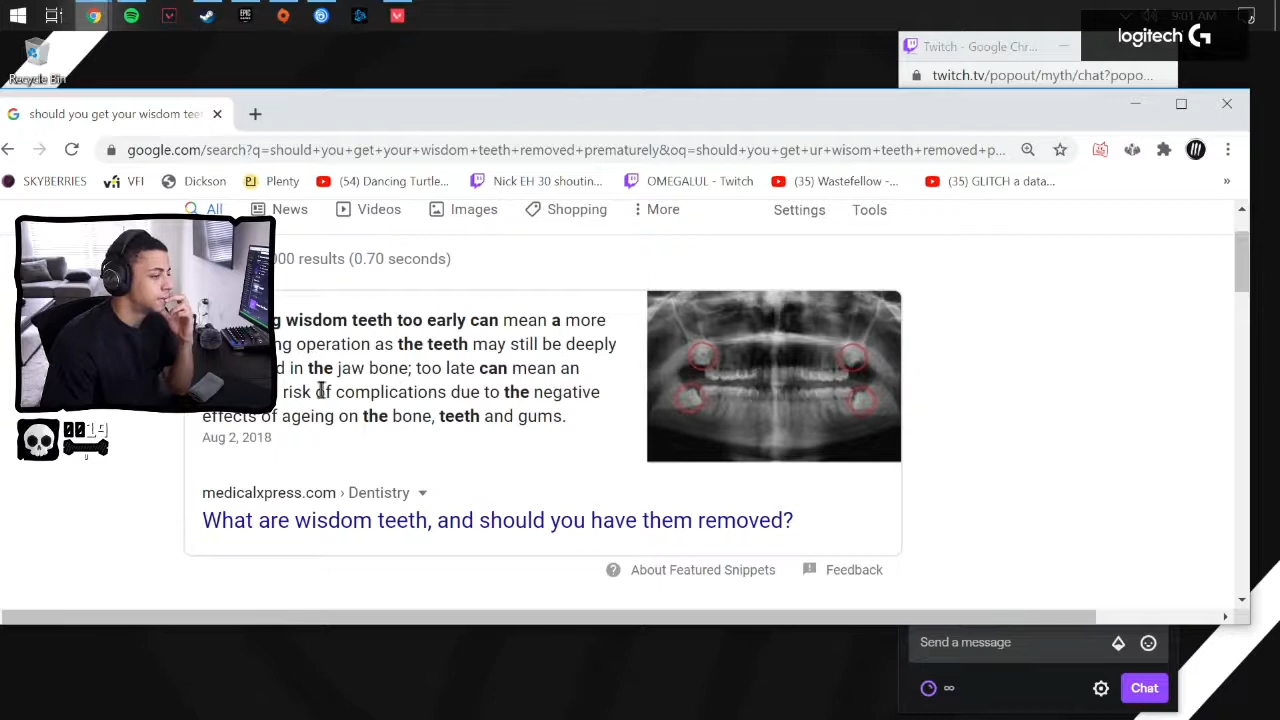 9:01 AM
logitech G
Recycle Bin
Twitch - Google Chr...
twitch.tv/popout/myth/chat?popo...
should you get your wisdom teet
google.com/search?q=should+you+get+your+wisdom+teeth+removed+prematurely&oq=should+you+get+ur+wisom+teeth+removed+p...
SKYBERRIES
VFI
Dickson
Plenty
(54) Dancing Turtle...
Nick EH 30 shoutin...
OMEGALUL - Twitch
(35) Wastefellow -...
(35) GLITCH a data...
»
All
News
Videos
Images
Shopping
More
Settings
Tools
000 results (0.70 seconds)
g wisdom teeth too early can mean a more
ng operation as the teeth may still be deeply
d in the jaw bone; too late can mean an
risk of complications due to the negative
effects of ageing on the bone, teeth and gums.
Aug 2, 2018
medicalxpress.com › Dentistry
What are wisdom teeth, and should you have them removed?
About Featured Snippets
Feedback
Send a message
∞
Chat